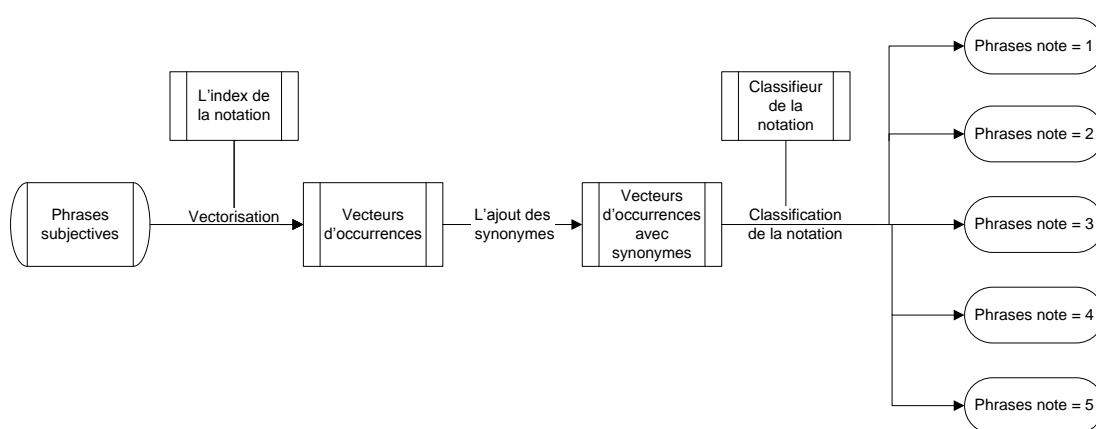 L'index de
la notation
Classifieur
de la
notation
Phrases
subjectives
Vectorisation
Vecteurs
d'occurrences
L'ajout des
synonymes
Vecteurs
d'occurrences
avec
synonymes
Classification
de la notation
Phrases note = 1
Phrases note = 2
Phrases note = 3
Phrases note = 4
Phrases note = 5